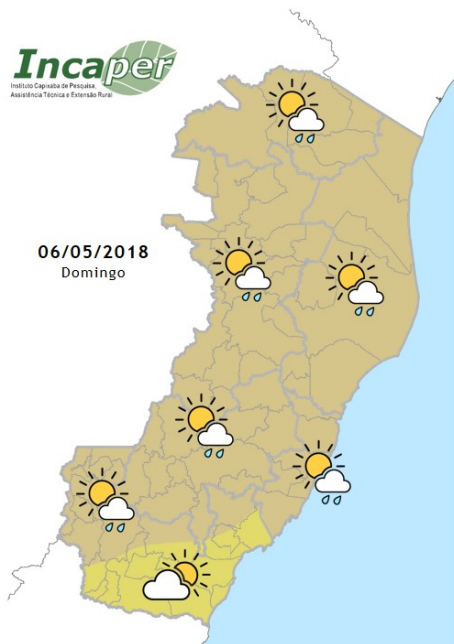 Incaper
Instituto Capixaba de Pesquisa,
Assistência Técnica e Extensão Rural
06/05/2018
Domingo